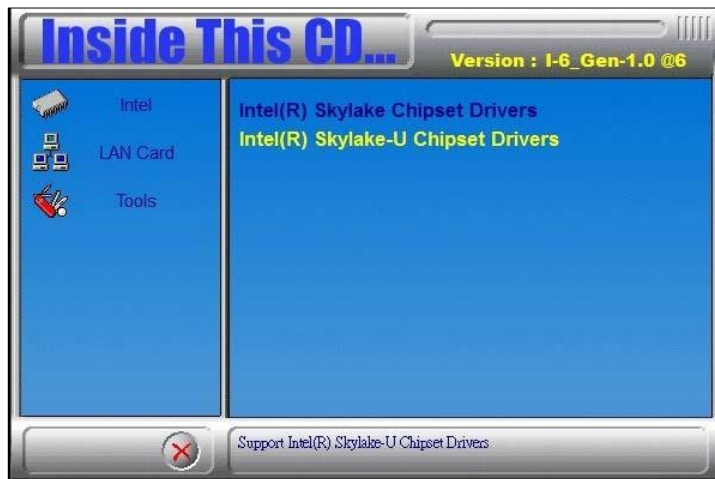 Inside This CD...
Version : I-6_Gen-1.0 @6
Intel
LAN Card
Tools
Intel(R) Skylake Chipset Drivers
Intel(R) Skylake-U Chipset Drivers
Support Intel(R) Skylake-U Chipset Drivers